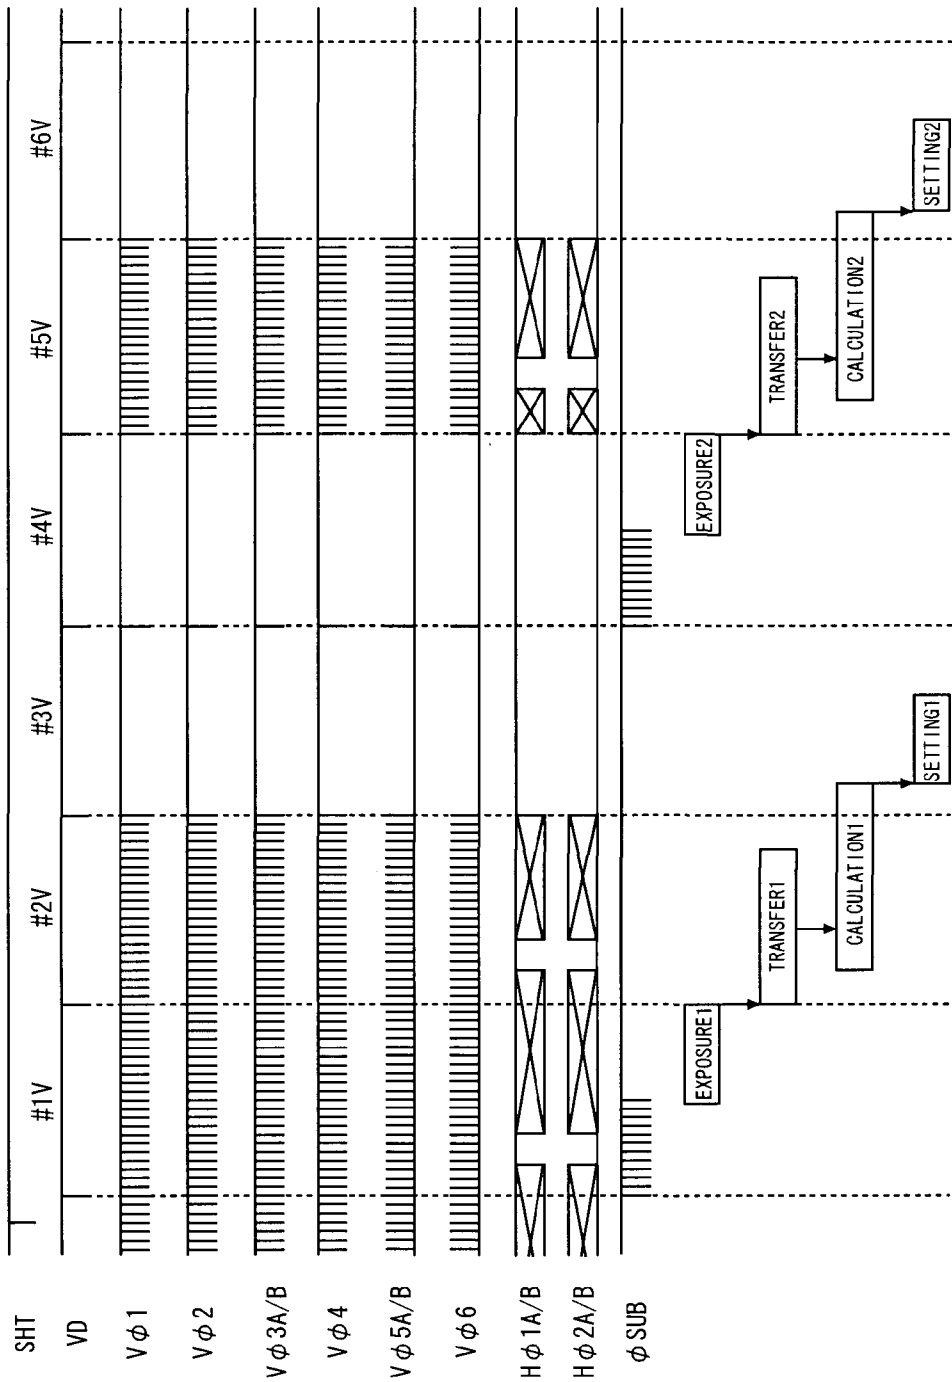 #1V #2V #3V #4V #5V #6V
SHT
VD
Vφ1
Vφ2
Vφ3A/B
Vφ4
Vφ5A/B
Vφ6
Hφ1A/B
Hφ2A/B
φSUB
EXPOSURE1 EXPOSURE2
TRANSFER1 TRANSFER2
CALCULATION1 CALCULATION2
SETTING1 SETTING2